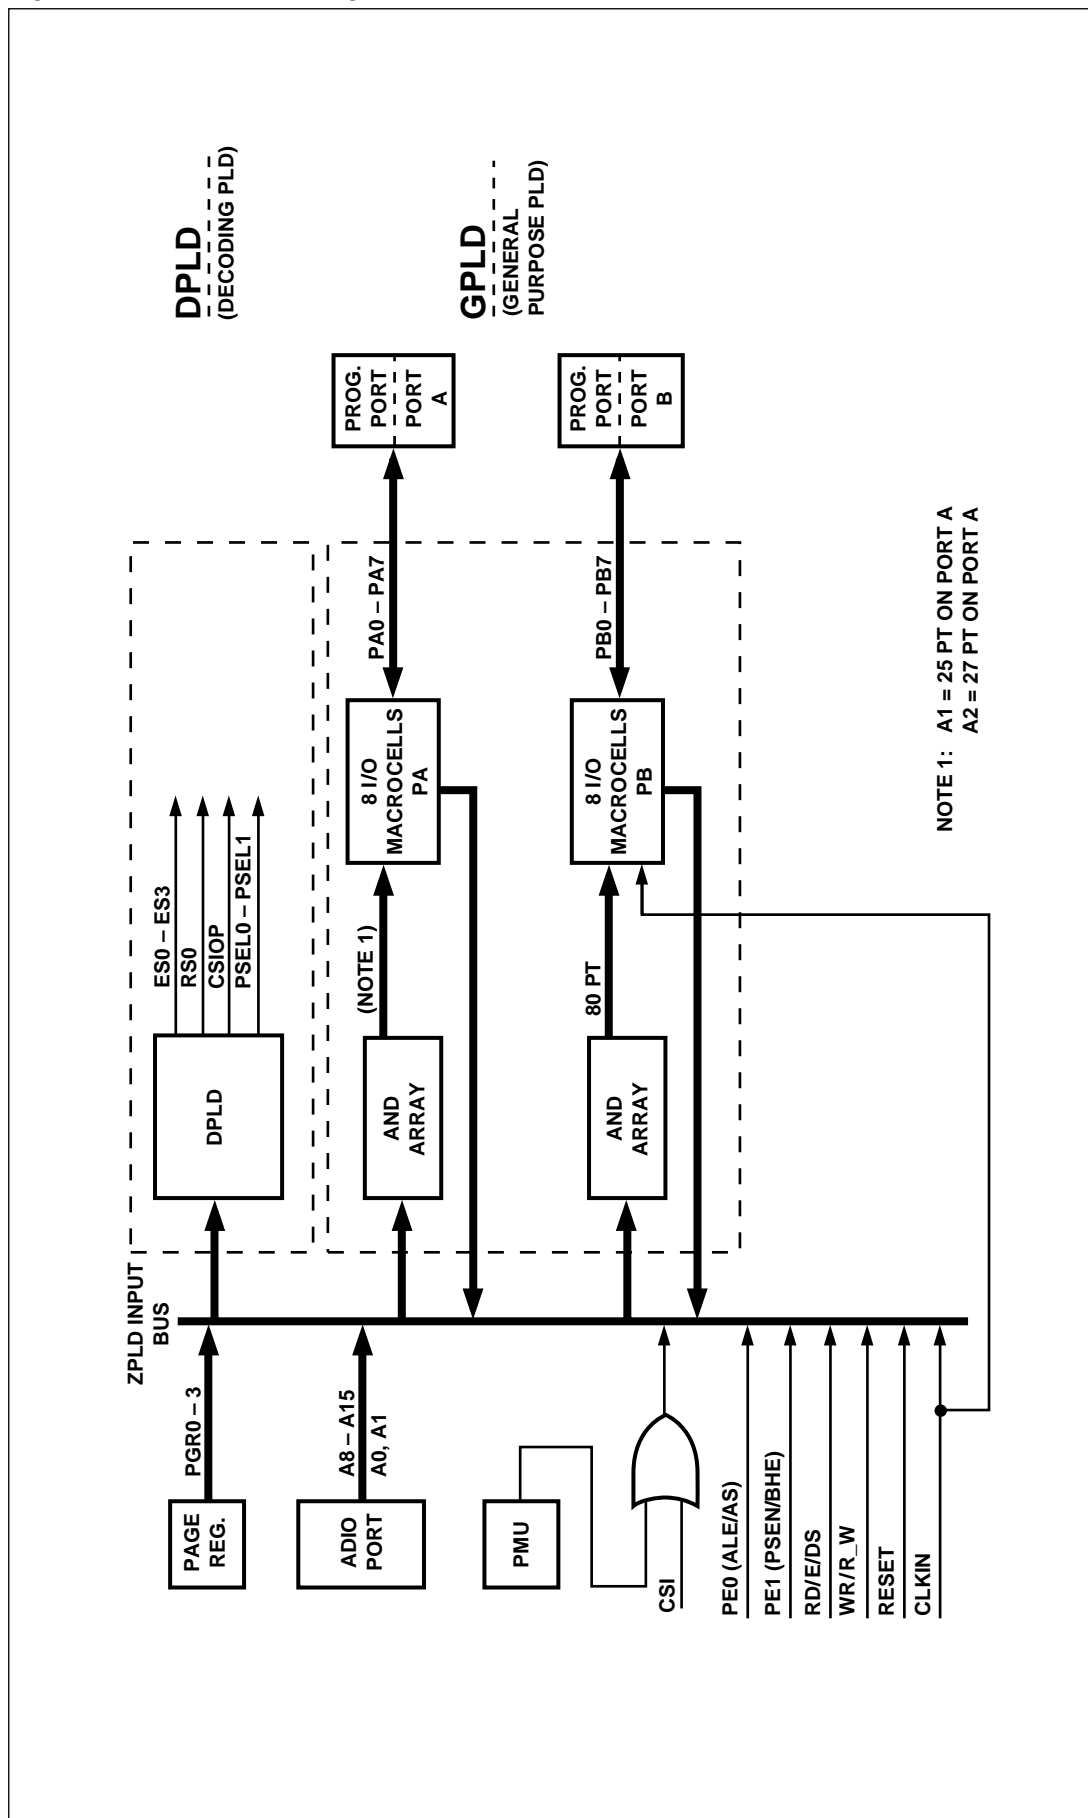 ZPLD INPUT
BUS
PAGE
REG.
PGR0 – 3
DPLD
ES0 – ES3
RS0
CSIOP
PSEL0 – PSEL1
DPLD
(DECODING PLD)
ADIO
PORT
A8 – A15
A0, A1
AND
ARRAY
(NOTE 1)
8 I/O
MACROCELLS
PA
PA0 – PA7
PROG.
PORT
PORT
A
GPLD
(GENERAL
PURPOSE PLD)
PMU
CSI
AND
ARRAY
80 PT
8 I/O
MACROCELLS
PB
PB0 – PB7
PROG.
PORT
PORT
B
PE0 (ALE/AS)
PE1 (PSEN/BHE)
RD/E/DS
WR/R_W
RESET
CLKIN
NOTE 1: A1 = 25 PT ON PORT A
A2 = 27 PT ON PORT A